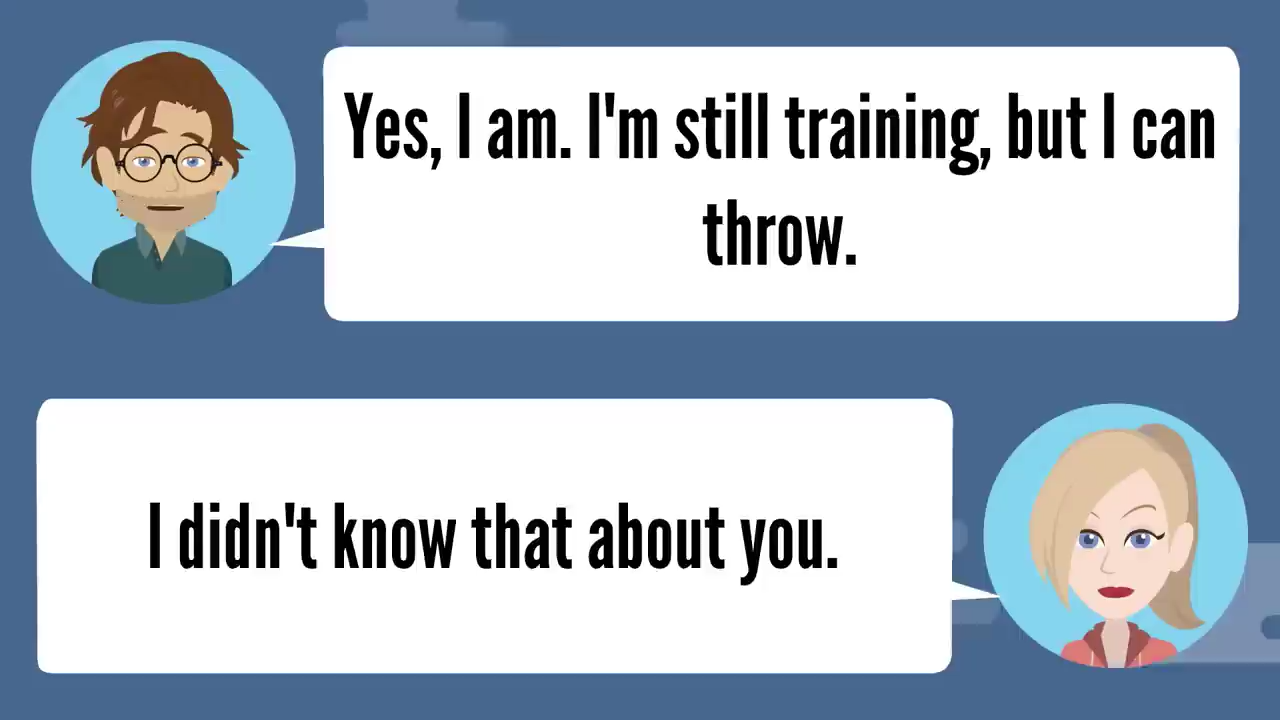 Yes, I am. I'm still training, but I can
throw.
I didn't know that about you.